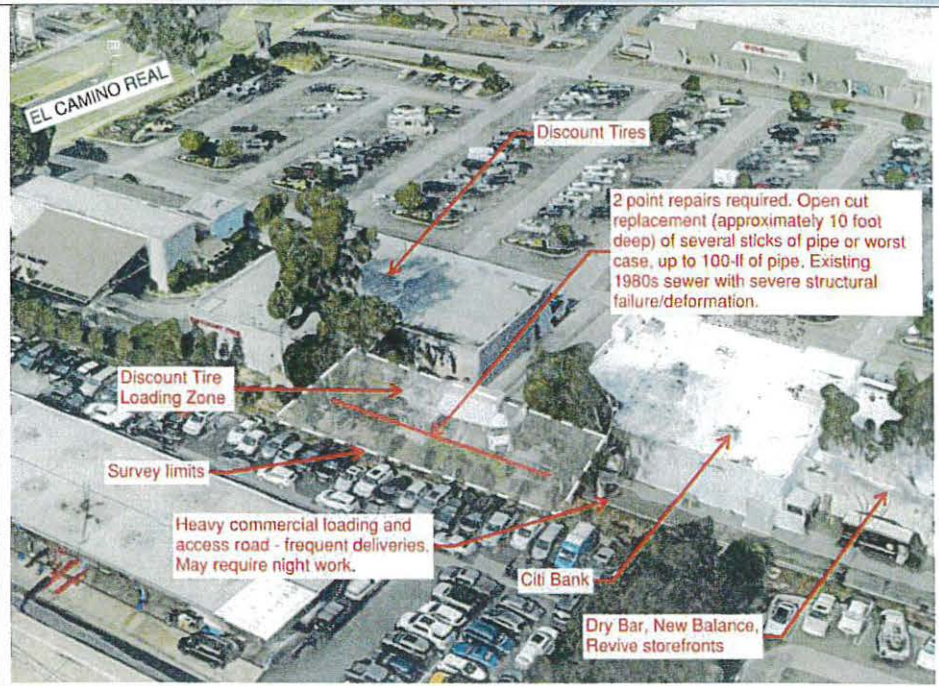 EL CAMINO REAL
Discount Tires
2 point repairs required. Open cut
replacement (approximately 10 foot
deep) of several sticks of pipe or worst
case, up to 100-lf of pipe. Existing
1980s sewer with severe structural
failure/deformation.
Discount Tire
Loading Zone
Survey limits
Heavy commercial loading and
access road - frequent deliveries.
May require night work.
Citi Bank
Dry Bar, New Balance,
Revive storefronts